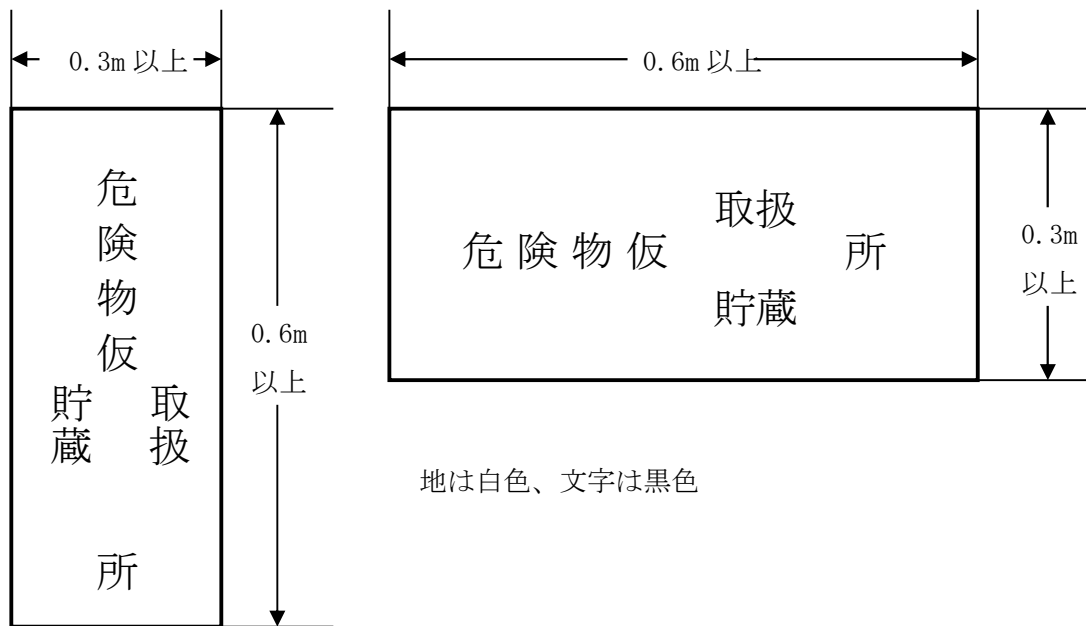 0.3m 以上
危険物仮
取扱
貯蔵
所
0.6m
以上
0.6m 以上
危険物仮
取扱
貯蔵
所
0.3m
以上
地は白色、文字は黒色